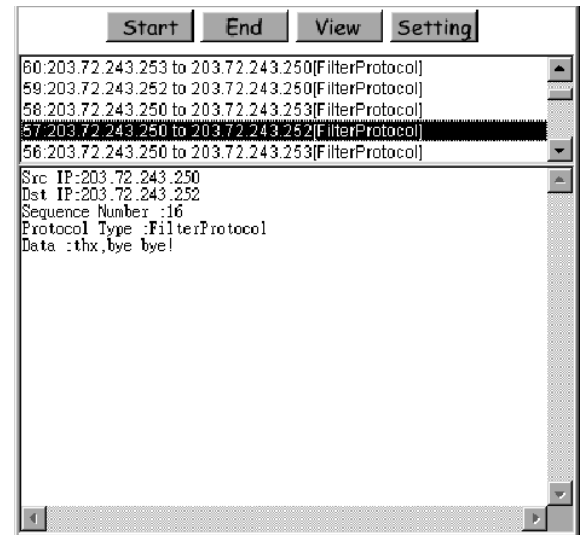 Start End View Setting
60:203.72.243.253 to 203.72.243.250[FilterProtocol]
59:203.72.243.252 to 203.72.243.250[FilterProtocol]
58:203.72.243.250 to 203.72.243.253[FilterProtocol]
57:203.72.243.250 to 203.72.243.252[FilterProtocol]
56:203.72.243.250 to 203.72.243.253[FilterProtocol]
Src IP:203.72.243.250
Dst IP:203.72.243.252
Sequence Number :16
Protocol Type :FilterProtocol
Data :thx,bye bye!